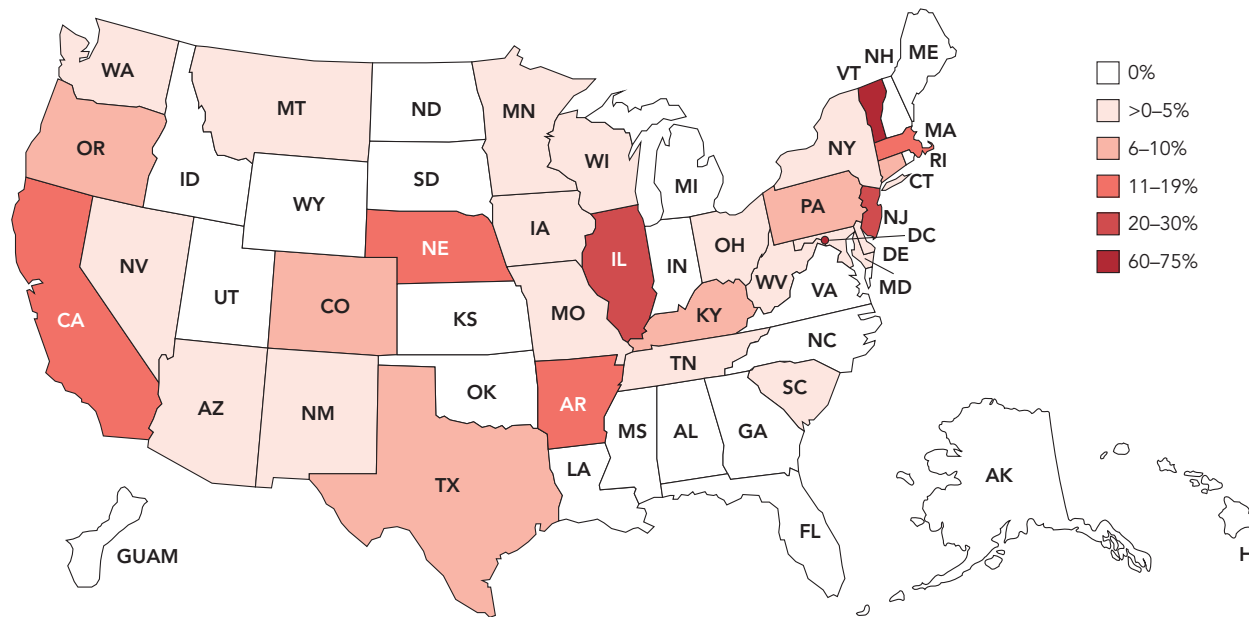 ME
NH
VT
WA
MT
ND
MN
MA
RI
OR
NY
WI
CT
ID
SD
MI
WY
PA
NJ
IA
DC
NE
OH
DE
IL
IN
NV
WV
MD
UT
VA
CO
KS
MO
KY
CA
NC
TN
OK
SC
AR
AZ
NM
MS
AL
GA
LA
AK
TX
FL
GUAM
H
0%
>0–5%
6–10%
11–19%
20–30%
60–75%